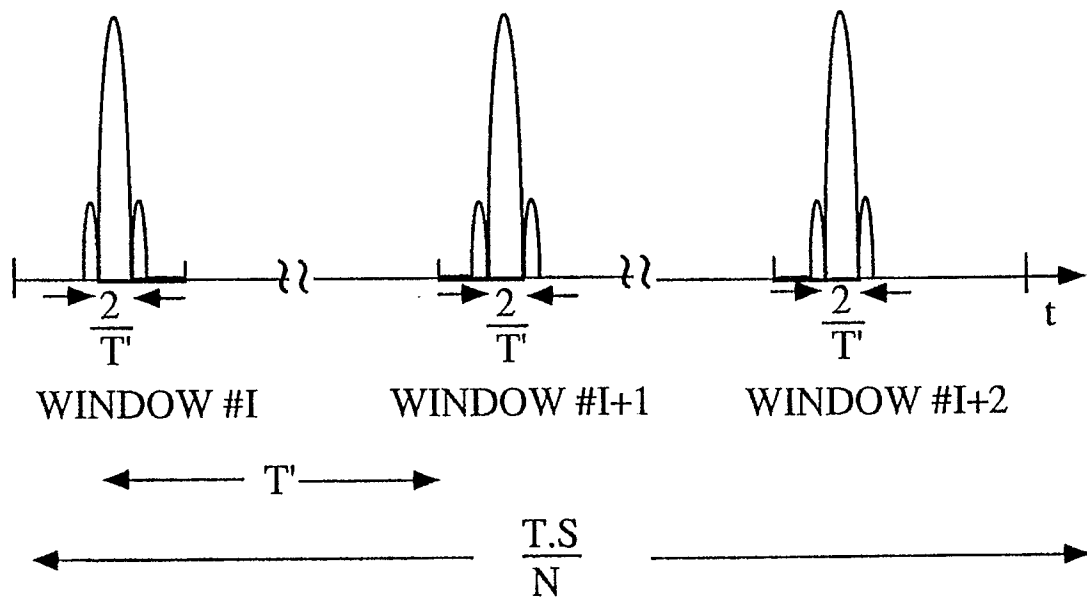 2 2 2 t
T' T' T'
WINDOW #I WINDOW #I+1 WINDOW #I+2
T'
T.S
N